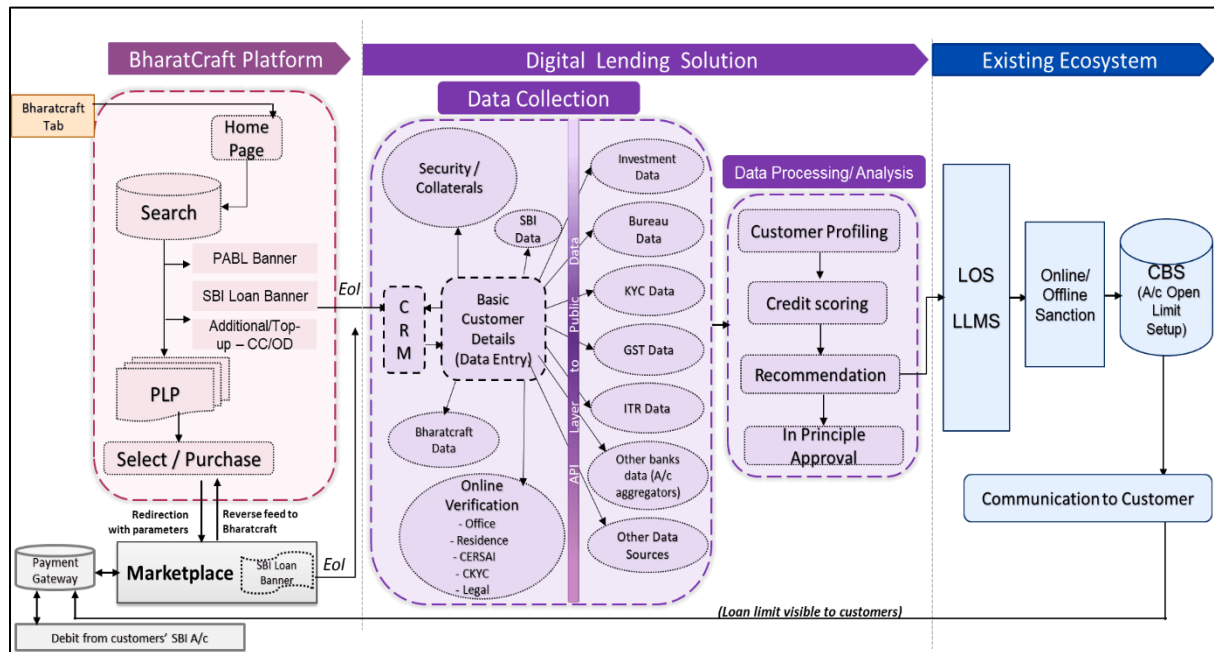 BharatCraft Platform
Digital Lending Solution
Existing Ecosystem
Bharatcraft
Tab
Home
Page
Search
PABL Banner
SBI Loan Banner
Additional/Top-
up – CC/OD
PLP
Select / Purchase
Redirection
with parameters
Reverse feed to
Bharatcraft
Marketplace
SBI Loan
Banner
Payment
Gateway
Debit from customers' SBI A/c
EoI
EoI
Data Collection
Security /
Collaterals
SBI
Data
C
R
M
Basic
Customer
Details
(Data Entry)
Bharatcraft
Data
Online
Verification
- Office
- Residence
- CERSAI
- CKYC
- Legal
API Layer to Public Data
Investment
Data
Bureau
Data
KYC Data
GST Data
ITR Data
Other banks
data (A/c
aggregators)
Other Data
Sources
Data Processing/ Analysis
Customer Profiling
Credit scoring
Recommendation
In Principle
Approval
LOS
LLMS
Online/
Offline
Sanction
CBS
(A/c Open
Limit
Setup)
Communication to Customer
(Loan limit visible to customers)